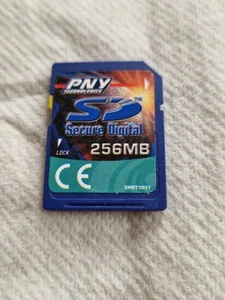 PNY
TECHNOLOGIES
SD
Secure Digital
LOCK
256MB
CE